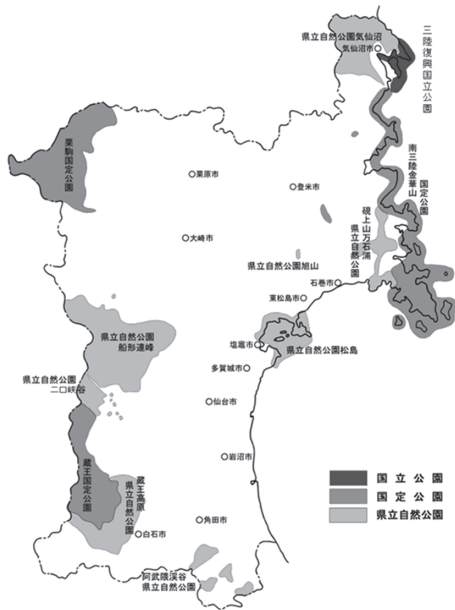 県立自然公園気仙沼
気仙沼市
三陸復興国立公園
栗駒国定公園
栗原市
登米市
南三陸金華山
国定公園
硯上山万石浦
県立自然公園
大崎市
県立自然公園旭山
石巻市
東松島市
県立自然公園
船形連峰
塩竈市
県立自然公園松島
多賀城市
県立自然公園
二口峡谷
仙台市
岩沼市
蔵王国定公園
蔵王高原
県立自然公園
角田市
白石市
阿武隈渓谷
県立自然公園
国立公園
国定公園
県立自然公園